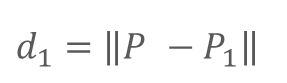 d₁ = ‖P − P₁‖